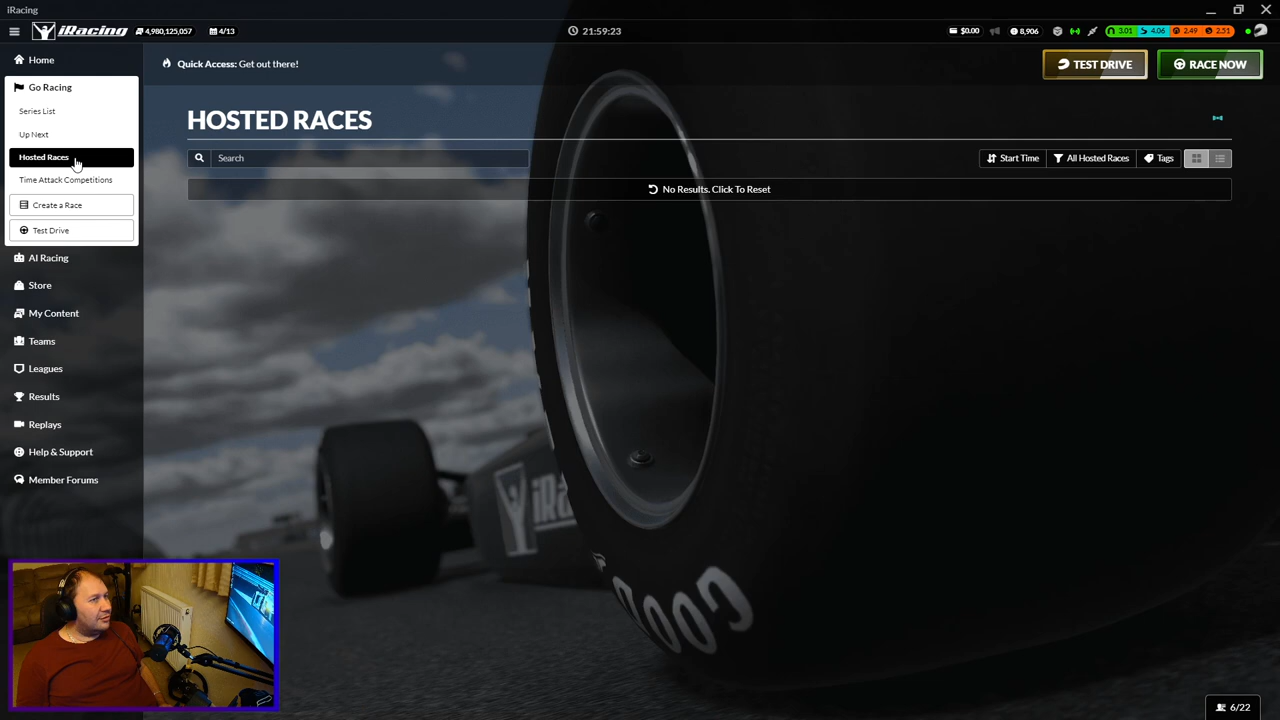 iRacing
iRacing 4,980,125,057 4/13 21:59:23 $0.00 8,906 3.01 4.06 2.49 2.51
Home
Quick Access: Get out there!
TEST DRIVE
RACE NOW
Go Racing
Series List
Up Next
Hosted Races
Time Attack Competitions
Create a Race
Test Drive
AI Racing
Store
My Content
Teams
Leagues
Results
Replays
Help & Support
Member Forums
HOSTED RACES
Search
Start Time All Hosted Races Tags
No Results. Click To Reset
GOOD
6/22